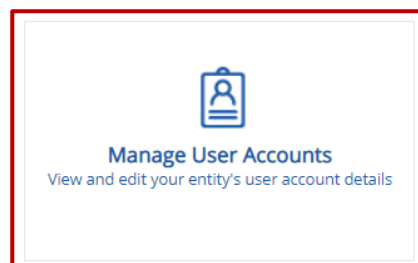 Manage User Accounts
View and edit your entity's user account details